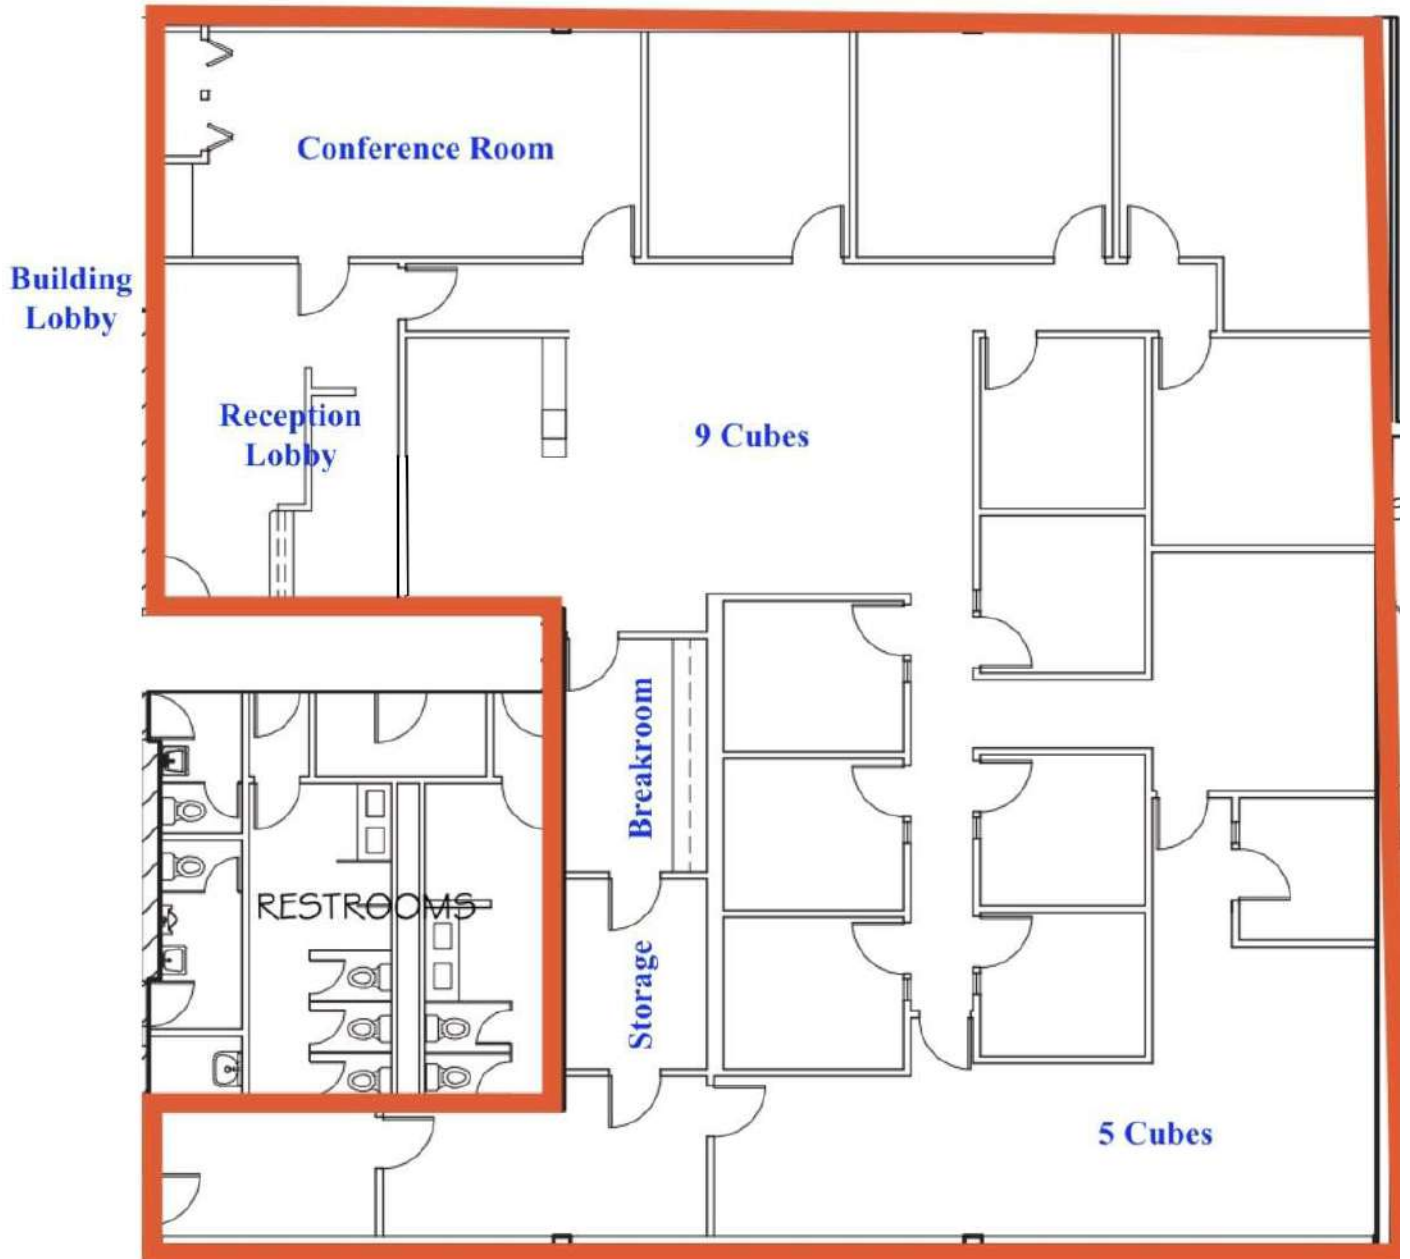 Conference Room
Building
Lobby
Reception
Lobby
9 Cubes
Breakroom
RESTROOMS
Storage
5 Cubes